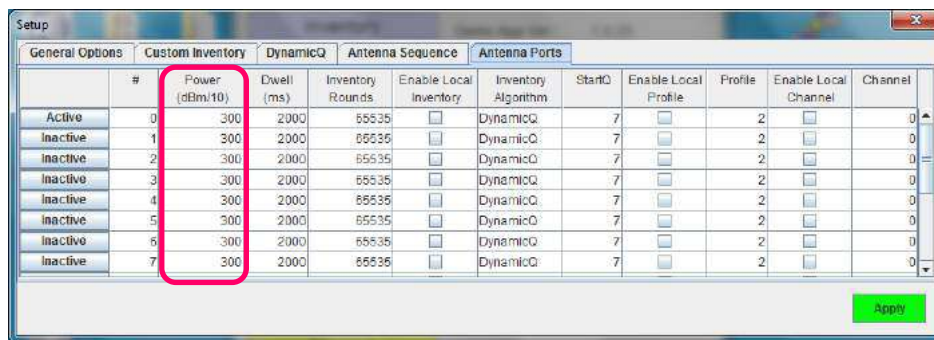 Setup
General Options Custom Inventory DynamicQ Antenna Sequence Antenna Ports
# Power (dBm/10) Dwell (ms) Inventory Rounds Enable Local Inventory Inventory Algorithm StartQ Enable Local Profile Profile Enable Local Channel Channel
Active 0 300 2000 65535 DynamicQ 7 2 0
Inactive 1 300 2000 65535 DynamicQ 7 2 0
Inactive 2 300 2000 65535 DynamicQ 7 2 0
Inactive 3 300 2000 65535 DynamicQ 7 2 0
Inactive 4 300 2000 65535 DynamicQ 7 2 0
Inactive 5 300 2000 65535 DynamicQ 7 2 0
Inactive 6 300 2000 65535 DynamicQ 7 2 0
Inactive 7 300 2000 65535 DynamicQ 7 2 0
Apply